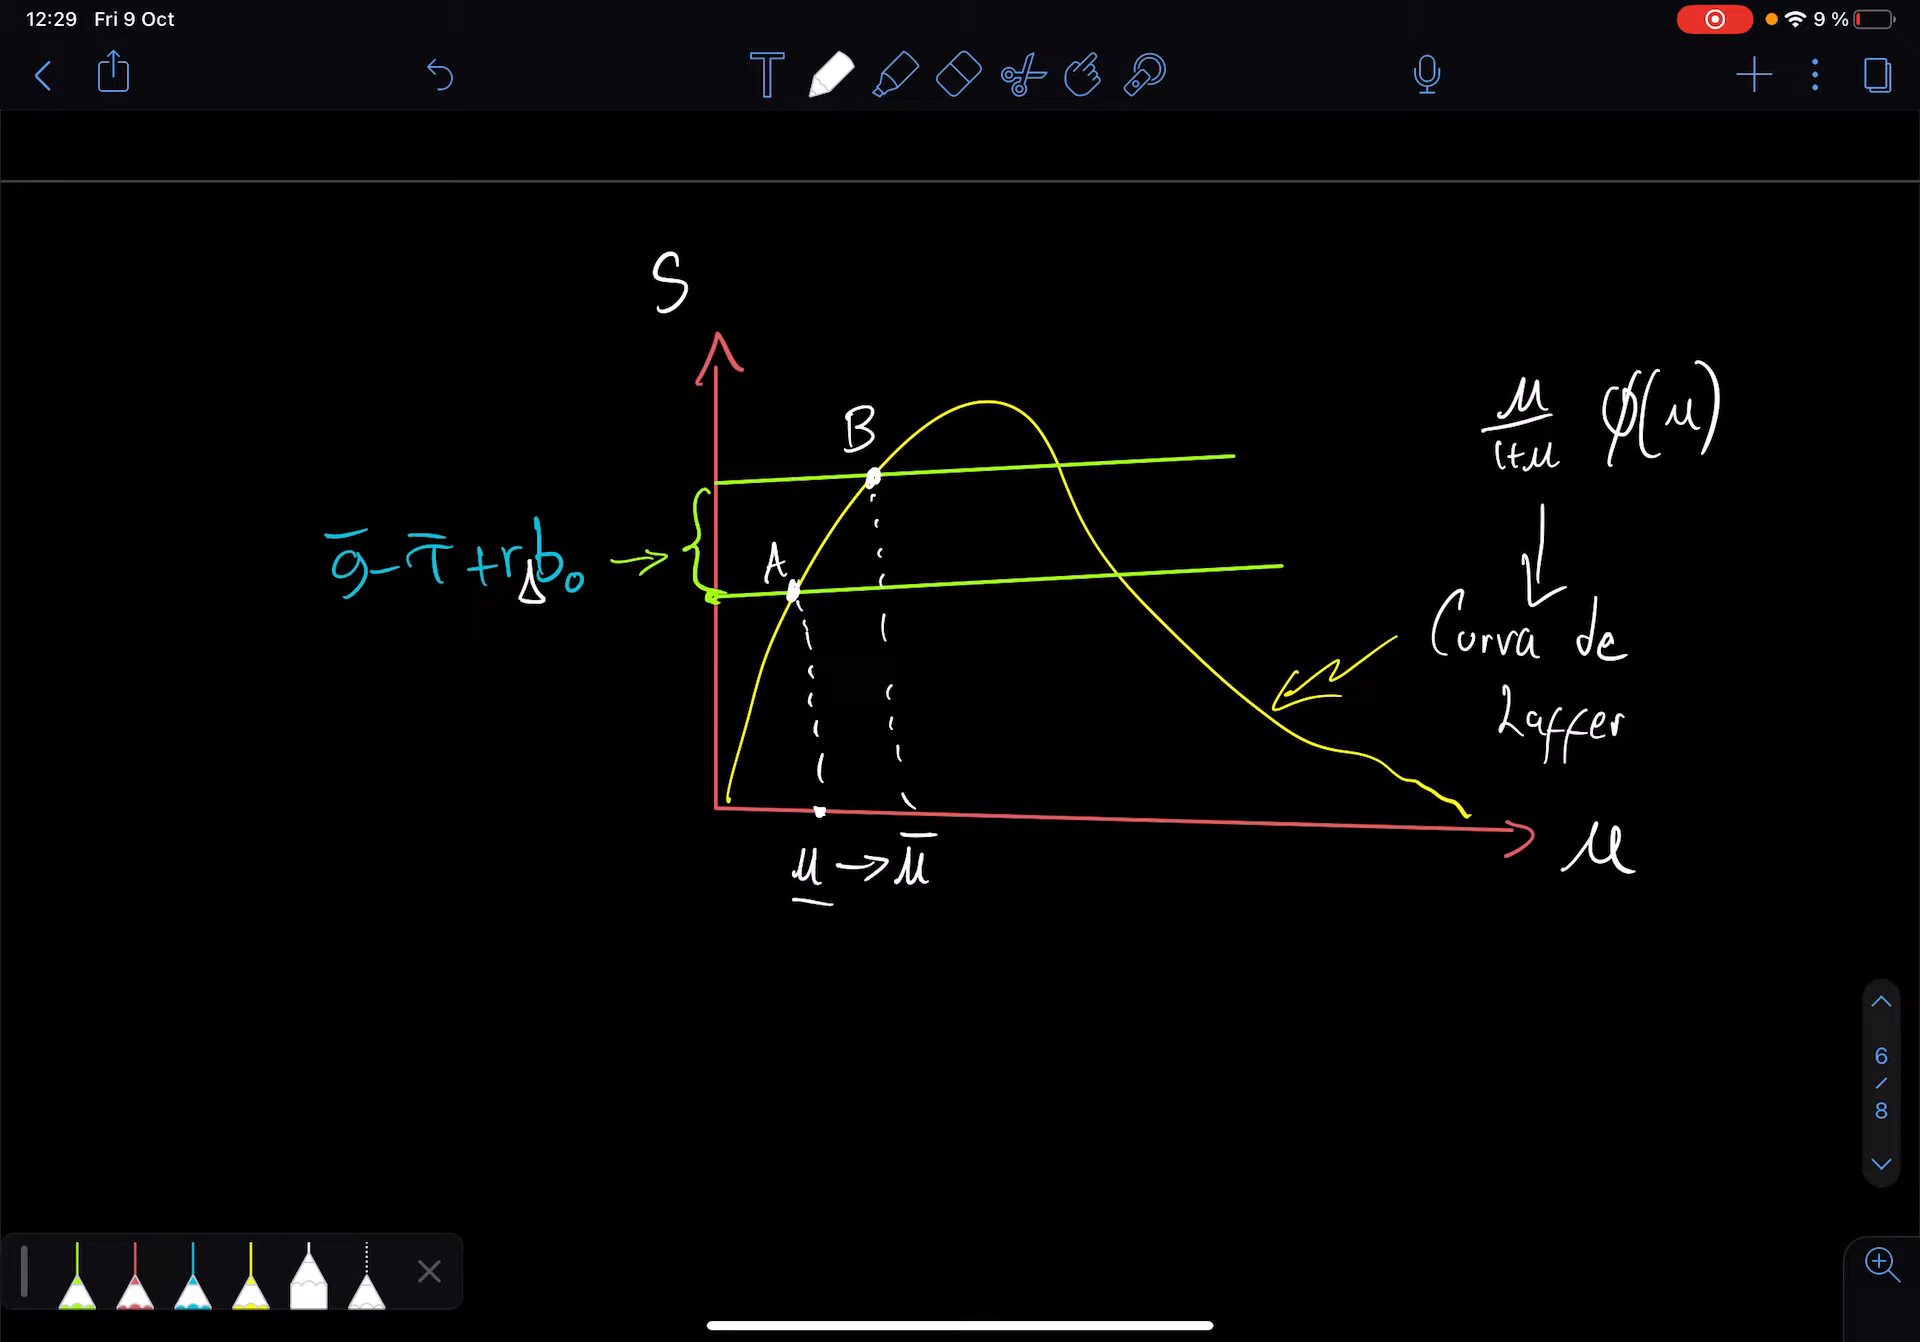 12:29 Fri 9 Oct
9 %
T
S
B
A
g̅ - τ̅ + rΔb₀ →
μ/(1+μ) φ(μ)
Curva de
Laffer
μ̲ → μ̅
μ
6
/
8